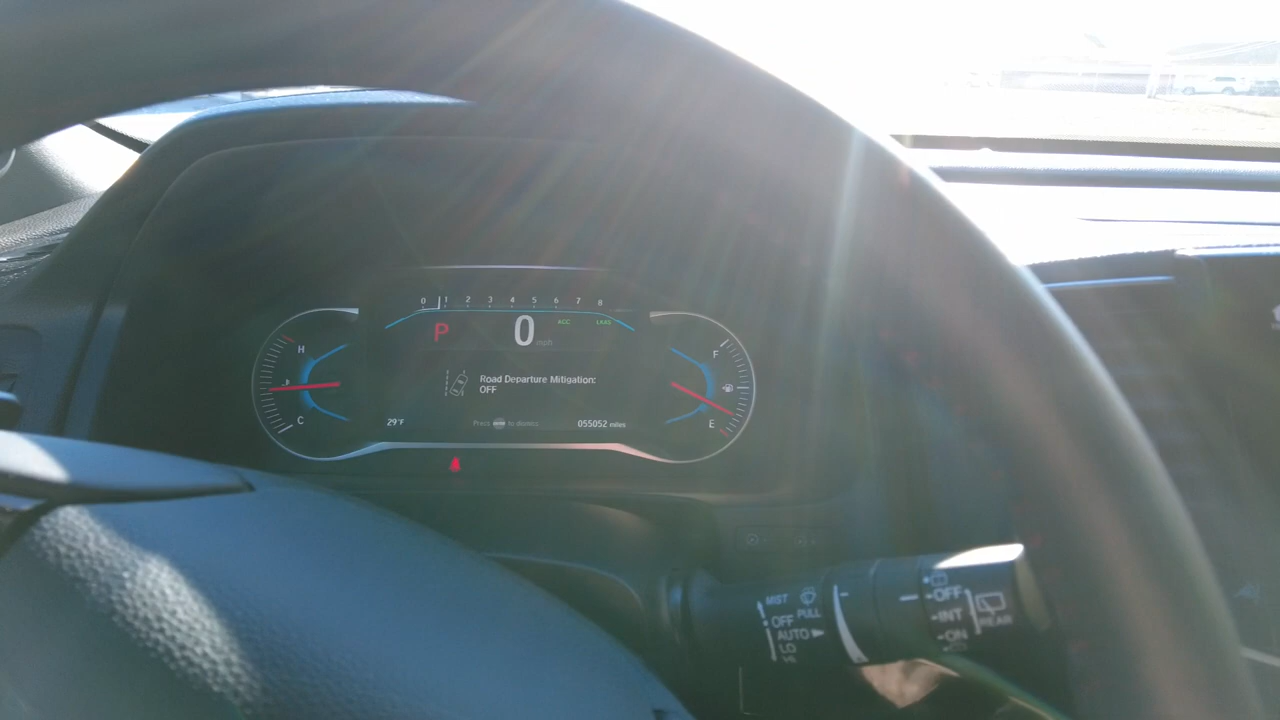 0 1 2 3 4 5 6 7 8
P 0 mph
ACC LKAS
H
C
Road Departure Mitigation:
OFF
29°F
Press to dismiss
055052 miles
F
E
MIST
PULL
OFF
AUTO
LO
OFF
INT
ON
REAR